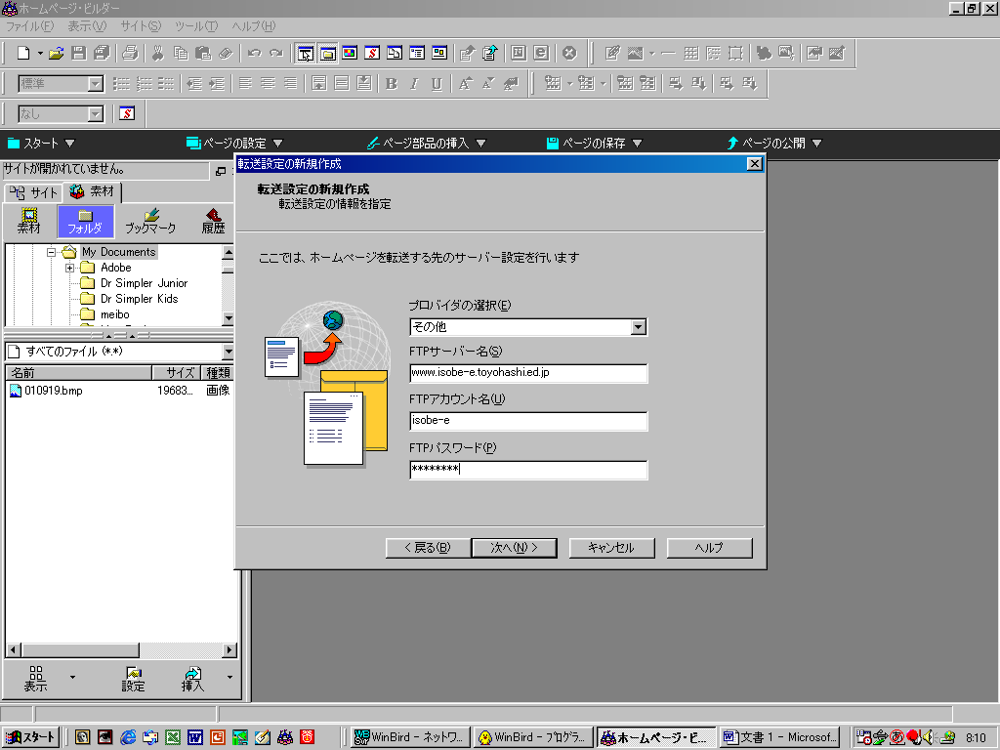 ホームページ・ビルダー
ファイル(F) 表示(V) サイト(S) ツール(T) ヘルプ(H)
標準 B I U A A
なし
スタート ページの設定 ページ部品の挿入 ページの保存 ページの公開
サイトが開かれていません。
サイト 素材
素材 フォルダ ブックマーク 履歴
My Documents
Adobe
Dr Simpler Junior
Dr Simpler Kids
meibo
すべてのファイル (*.*)
名前 サイズ 種類
010919.bmp 19683... 画像
表示 設定 挿入
転送設定の新規作成
転送設定の新規作成
転送設定の情報を指定
ここでは、ホームページを転送する先のサーバー設定を行います
プロバイダの選択(E)
その他
FTPサーバー名(S)
www.isobe-e.toyohashi.ed.jp
FTPアカウント名(U)
isobe-e
FTPパスワード(P)
********
< 戻る(B) 次へ(N) > キャンセル ヘルプ
スタート WinBird - ネットワ... WinBird - プログラ... ホームページ・ビ... 文書 1 - Microsof... 8:10